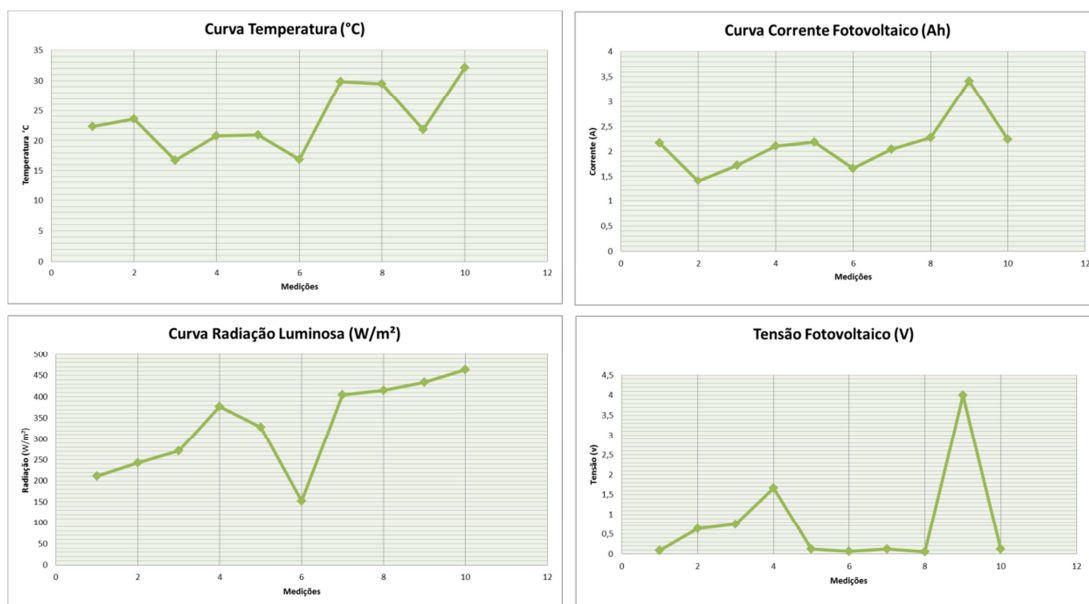 Curva Temperatura (°C)
35
30
25
20
15
10
5
0
0 2 4 6 8 10 12
Temperatura °C
Medições
Curva Corrente Fotovoltaico (Ah)
4
3,5
3
2,5
2
1,5
1
0,5
0
0 2 4 6 8 10 12
Corrente (A)
Medições
Curva Radiação Luminosa (W/m²)
500
450
400
350
300
250
200
150
100
50
0
0 2 4 6 8 10 12
Radiação (W/m²)
Medições
Tensão Fotovoltaico (V)
4,5
4
3,5
3
2,5
2
1,5
1
0,5
0
0 2 4 6 8 10 12
Tensão (v)
Medições